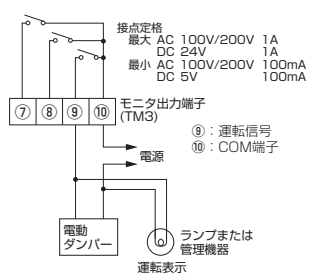 接点定格
最大 AC 100V/200V 1A
DC 24V 1A
最小 AC 100V/200V 100mA
DC 5V 100mA
⑦ ⑧ ⑨ ⑩
モニタ出力端子
(TM3)
⑨：運転信号
⑩：COM端子
電源
電動
ダンパー
ランプまたは
管理機器
運転表示